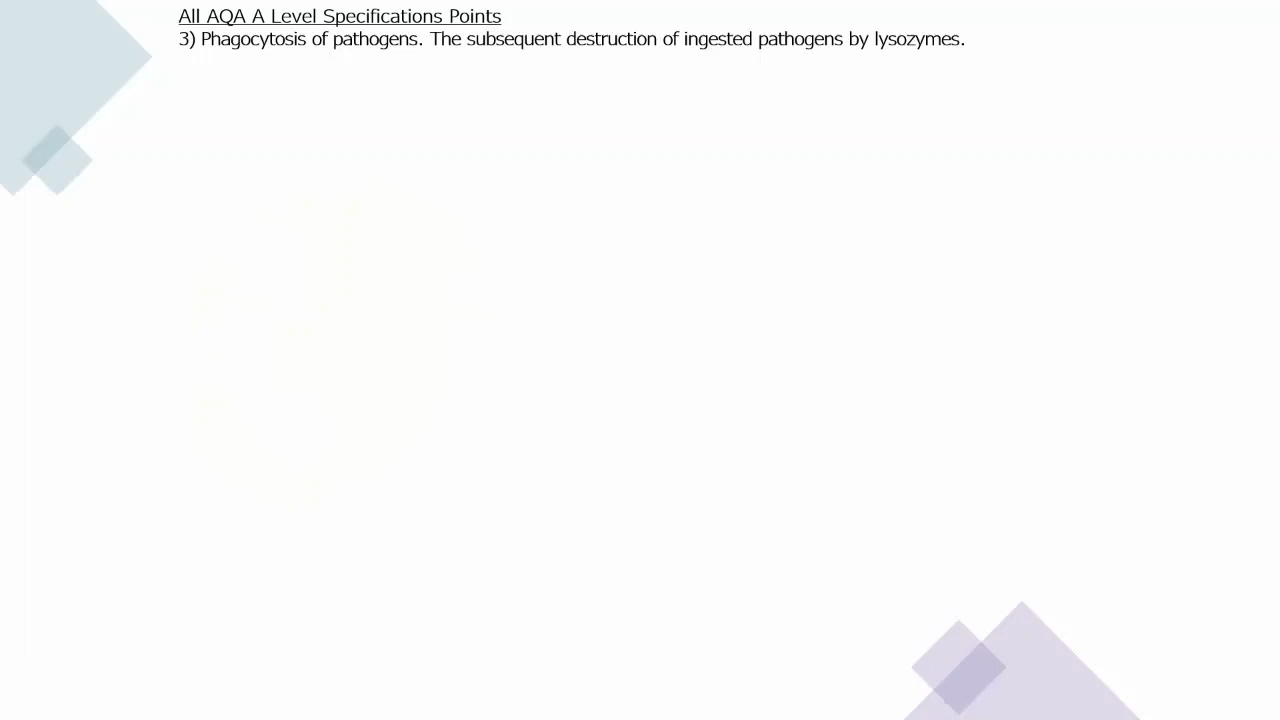 All AQA A Level Specifications Points
3) Phagocytosis of pathogens. The subsequent destruction of ingested pathogens by lysozymes.